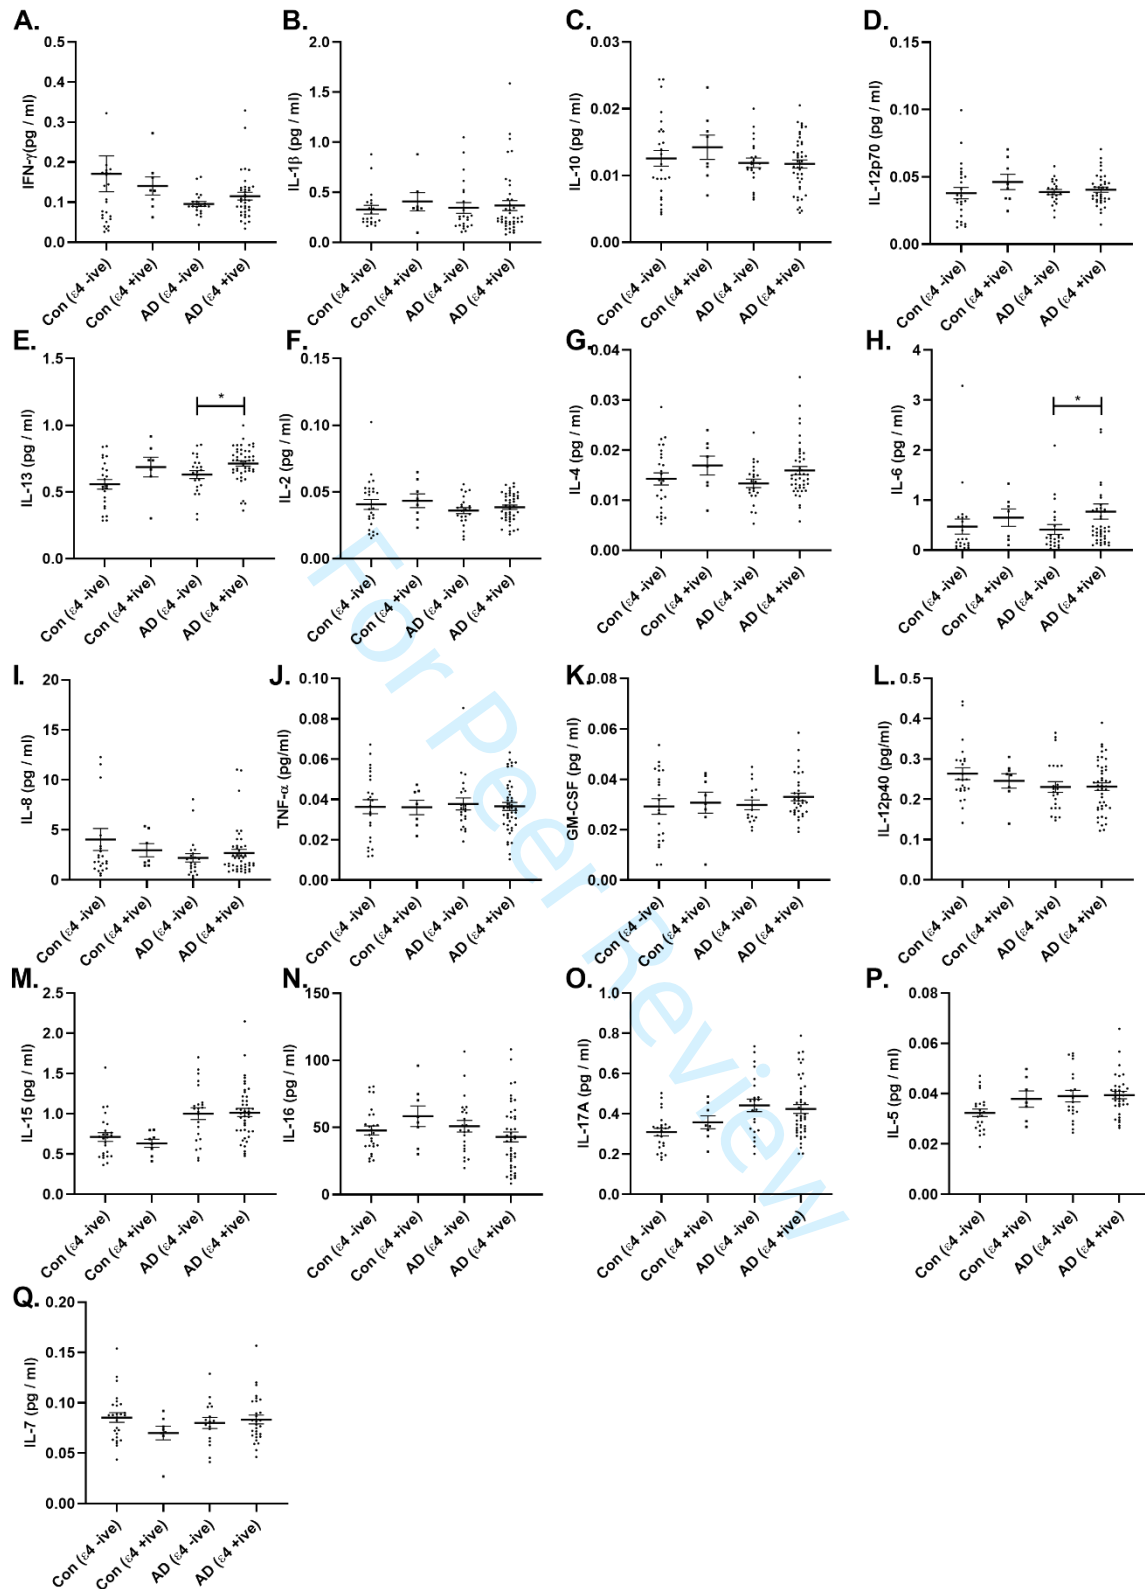 A.
IFN-γ(pg / ml)
0.5
0.4
0.3
0.2
0.1
0.0
Con (ε4 -ive)
Con (ε4 +ive)
AD (ε4 -ive)
AD (ε4 +ive)
B.
IL-1β (pg / ml)
2.0
1.5
1.0
0.5
0.0
Con (ε4 -ive)
Con (ε4 +ive)
AD (ε4 -ive)
AD (ε4 +ive)
C.
IL-10 (pg / ml)
0.03
0.02
0.01
0.00
Con (ε4 -ive)
Con (ε4 +ive)
AD (ε4 -ive)
AD (ε4 +ive)
D.
IL-12p70 (pg / ml)
0.15
0.10
0.05
0.00
Con (ε4 -ive)
Con (ε4 +ive)
AD (ε4 -ive)
AD (ε4 +ive)
E.
IL-13 (pg / ml)
1.5
1.0
0.5
0.0
*
Con (ε4 -ive)
Con (ε4 +ive)
AD (ε4 -ive)
AD (ε4 +ive)
F.
IL-2 (pg / ml)
0.15
0.10
0.05
0.00
Con (ε4 -ive)
Con (ε4 +ive)
AD (ε4 -ive)
AD (ε4 +ive)
G.
IL-4 (pg / ml)
0.04
0.03
0.02
0.01
0.00
Con (ε4 -ive)
Con (ε4 +ive)
AD (ε4 -ive)
AD (ε4 +ive)
H.
IL-6 (pg / ml)
4
3
2
1
0
*
Con (ε4 -ive)
Con (ε4 +ive)
AD (ε4 -ive)
AD (ε4 +ive)
I.
IL-8 (pg / ml)
20
15
10
5
0
Con (ε4 -ive)
Con (ε4 +ive)
AD (ε4 -ive)
AD (ε4 +ive)
J.
TNF-α (pg/ml)
0.10
0.08
0.06
0.04
0.02
0.00
Con (ε4 -ive)
Con (ε4 +ive)
AD (ε4 -ive)
AD (ε4 +ive)
K.
GM-CSF (pg / ml)
0.08
0.06
0.04
0.02
0.00
Con (ε4 -ive)
Con (ε4 +ive)
AD (ε4 -ive)
AD (ε4 +ive)
L.
IL-12p40 (pg/ml)
0.5
0.4
0.3
0.2
0.1
0.0
Con (ε4 -ive)
Con (ε4 +ive)
AD (ε4 -ive)
AD (ε4 +ive)
M.
IL-15 (pg / ml)
2.5
2.0
1.5
1.0
0.5
0.0
Con (ε4 -ive)
Con (ε4 +ive)
AD (ε4 -ive)
AD (ε4 +ive)
N.
IL-16 (pg / ml)
150
100
50
0
Con (ε4 -ive)
Con (ε4 +ive)
AD (ε4 -ive)
AD (ε4 +ive)
O.
IL-17A (pg / ml)
1.0
0.8
0.6
0.4
0.2
0.0
Con (ε4 -ive)
Con (ε4 +ive)
AD (ε4 -ive)
AD (ε4 +ive)
P.
IL-5 (pg / ml)
0.08
0.06
0.04
0.02
0.00
Con (ε4 -ive)
Con (ε4 +ive)
AD (ε4 -ive)
AD (ε4 +ive)
Q.
IL-7 (pg / ml)
0.20
0.15
0.10
0.05
0.00
Con (ε4 -ive)
Con (ε4 +ive)
AD (ε4 -ive)
AD (ε4 +ive)
For Peer Review